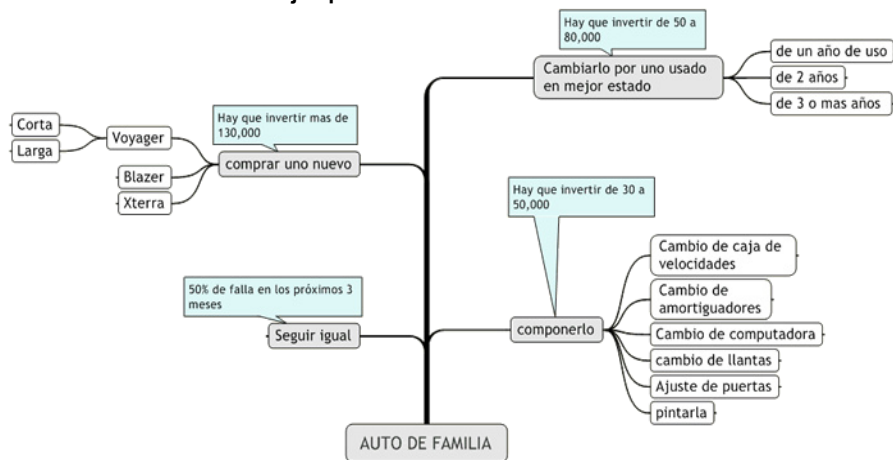 Hay que invertir de 50 a
80,000
Cambiarlo por uno usado
en mejor estado
de un año de uso
de 2 años
de 3 o mas años
Hay que invertir mas de
130,000
comprar uno nuevo
Voyager
Corta
Larga
Blazer
Xterra
Hay que invertir de 30 a
50,000
componerlo
Cambio de caja de
velocidades
Cambio de
amortiguadores
Cambio de computadora
cambio de llantas
Ajuste de puertas
pintarla
50% de falla en los próximos 3
meses
Seguir igual
AUTO DE FAMILIA